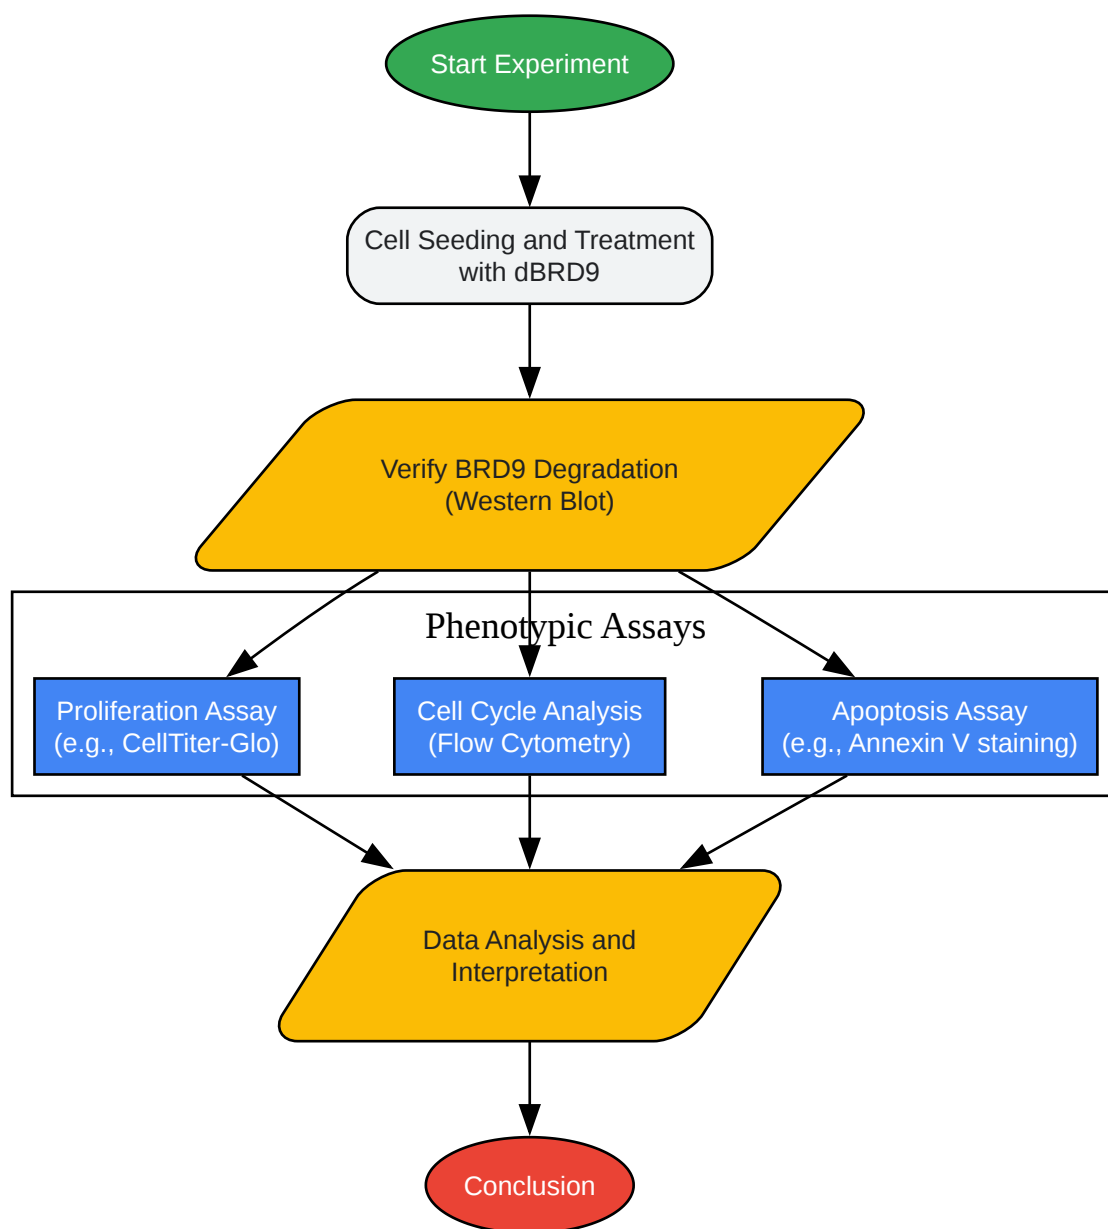 Start Experiment
Cell Seeding and Treatment
with dBRD9
Verify BRD9 Degradation
(Western Blot)
Phenotypic Assays
Proliferation Assay
(e.g., CellTiter-Glo)
Cell Cycle Analysis
(Flow Cytometry)
Apoptosis Assay
(e.g., Annexin V staining)
Data Analysis and
Interpretation
Conclusion